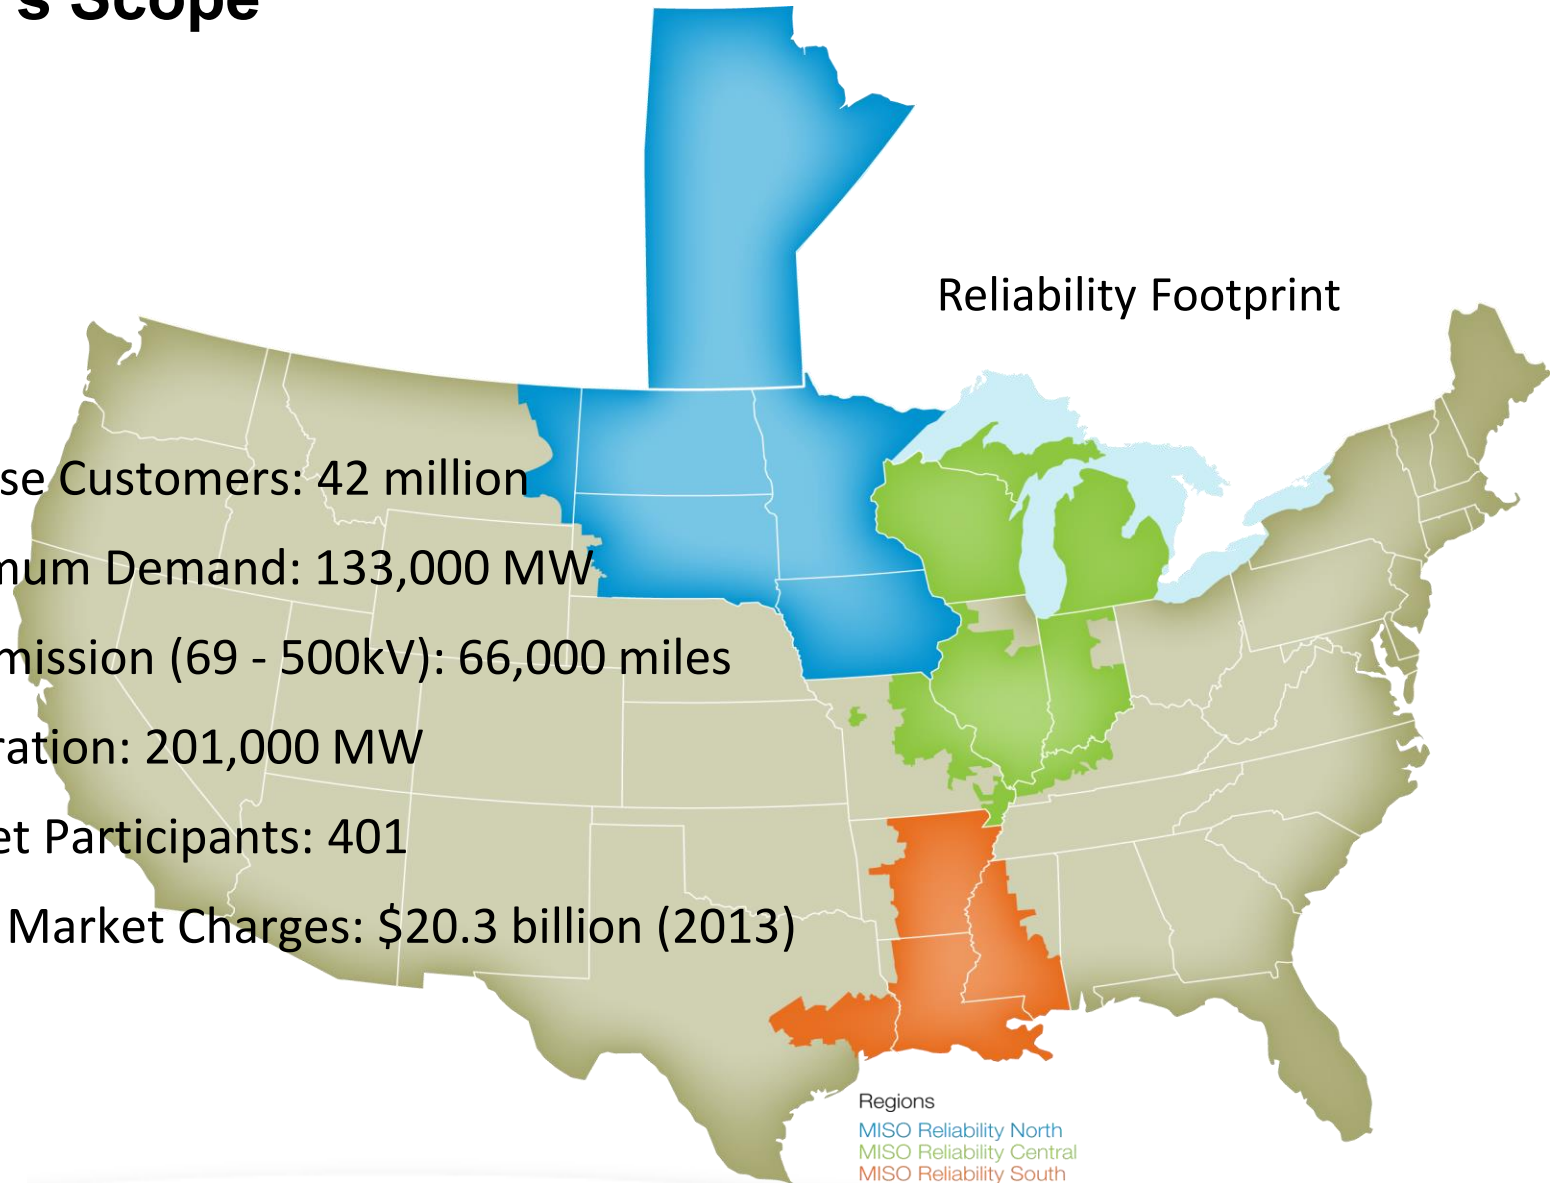 's Scope
Reliability Footprint
se Customers: 42 million
mum Demand: 133,000 MW
mission (69 - 500kV): 66,000 miles
ration: 201,000 MW
et Participants: 401
Market Charges: $20.3 billion (2013)
Regions
MISO Reliability North
MISO Reliability Central
MISO Reliability South